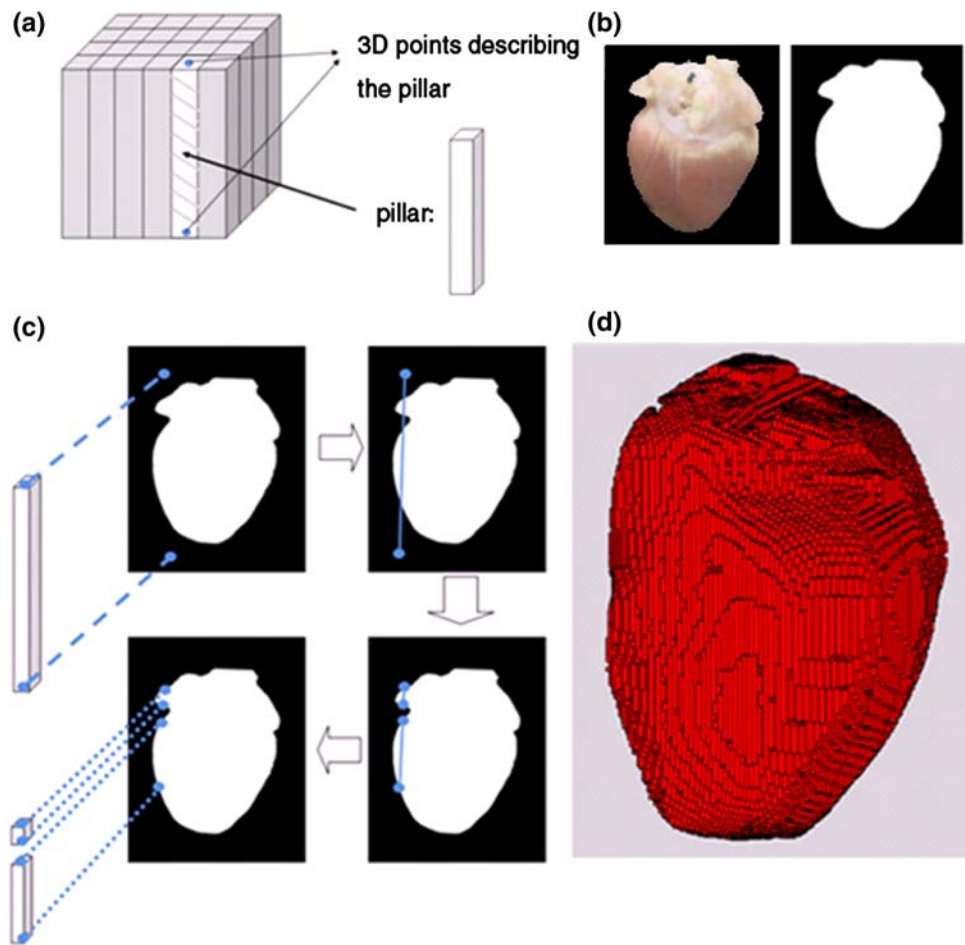 (a)
3D points describing
the pillar
pillar:
(b)
(c)
(d)